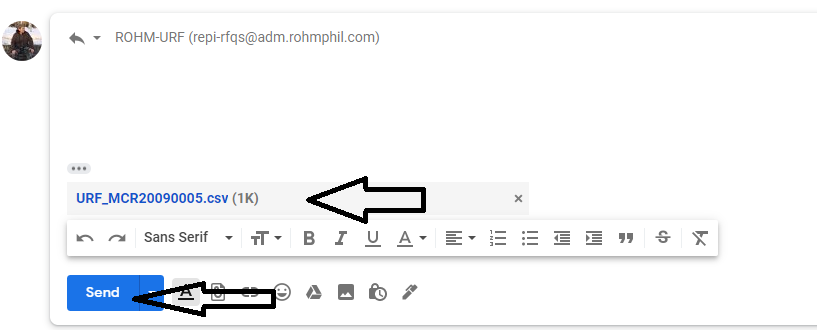 ROHM-URF (repi-rfqs@adm.rohmphil.com)
URF_MCR20090005.csv (1K)
Sans Serif
Send